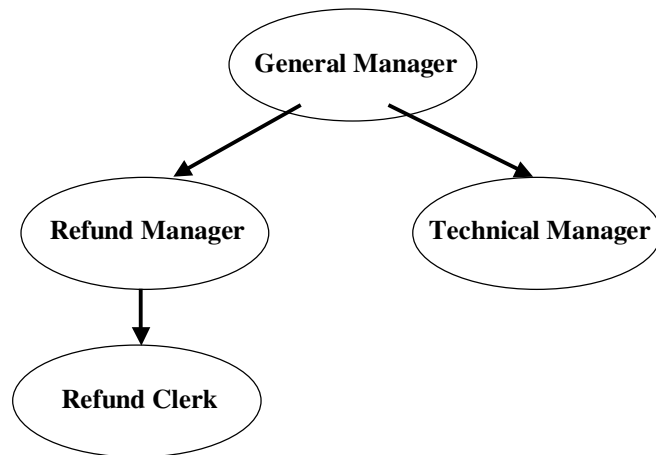 General Manager
Refund Manager
Technical Manager
Refund Clerk